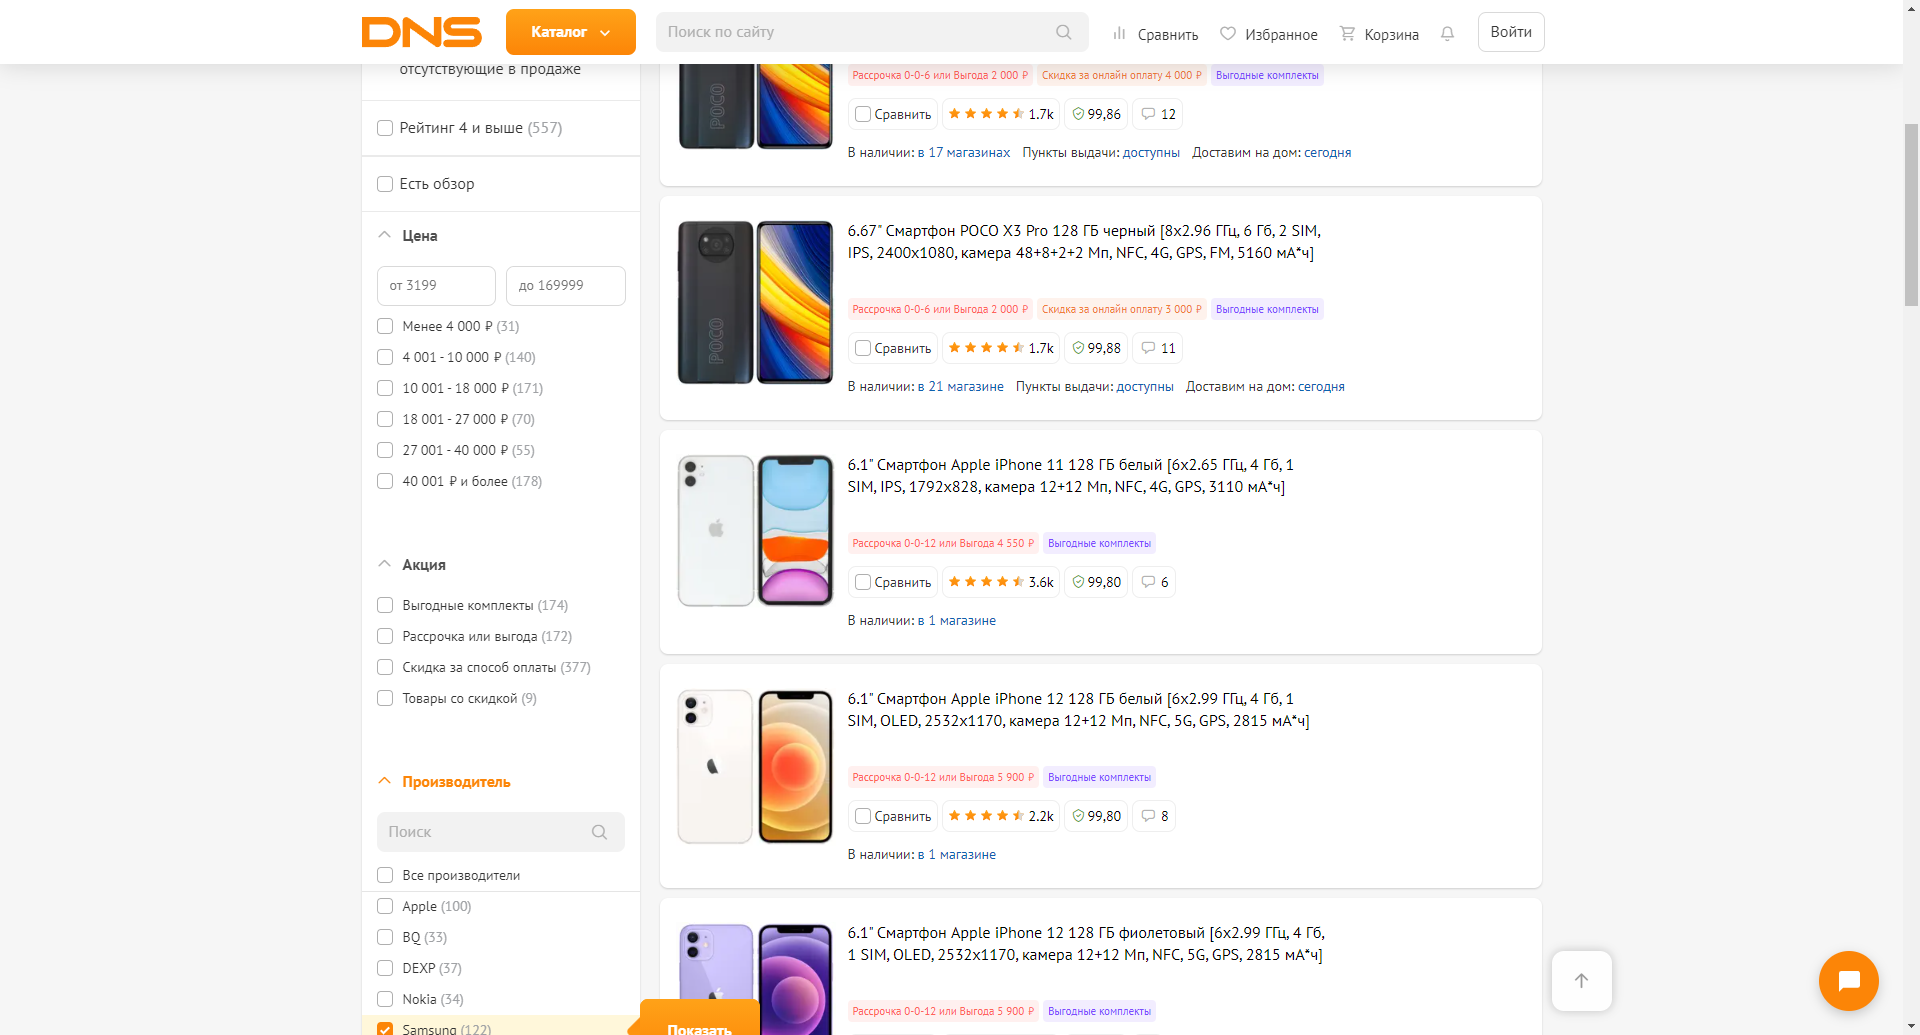 DNS
Каталог
Поиск по сайту
Сравнить
Избранное
Корзина
Войти
отсутствующие в продаже
Рейтинг 4 и выше (557)
Есть обзор
Цена
от 3199
до 169999
Менее 4 000 ₽ (31)
4 001 - 10 000 ₽ (140)
10 001 - 18 000 ₽ (171)
18 001 - 27 000 ₽ (70)
27 001 - 40 000 ₽ (55)
40 001 ₽ и более (178)
Акция
Выгодные комплекты (174)
Рассрочка или выгода (172)
Скидка за способ оплаты (377)
Товары со скидкой (9)
Производитель
Поиск
Все производители
Apple (100)
BQ (33)
DEXP (37)
Nokia (34)
Samsung (122)
Показать
POCO
Рассрочка 0-0-6 или Выгода 2 000 ₽ Скидка за онлайн оплату 4 000 ₽ Выгодные комплекты
Сравнить 1.7k 99,86 12
В наличии: в 17 магазинах Пункты выдачи: доступны Доставим на дом: сегодня
POCO
6.67" Смартфон POCO X3 Pro 128 ГБ черный [8x2.96 ГГц, 6 Гб, 2 SIM,
IPS, 2400x1080, камера 48+8+2+2 Мп, NFC, 4G, GPS, FM, 5160 мА*ч]
Рассрочка 0-0-6 или Выгода 2 000 ₽ Скидка за онлайн оплату 3 000 ₽ Выгодные комплекты
Сравнить 1.7k 99,88 11
В наличии: в 21 магазине Пункты выдачи: доступны Доставим на дом: сегодня
6.1" Смартфон Apple iPhone 11 128 ГБ белый [6x2.65 ГГц, 4 Гб, 1
SIM, IPS, 1792x828, камера 12+12 Мп, NFC, 4G, GPS, 3110 мА*ч]
Рассрочка 0-0-12 или Выгода 4 550 ₽ Выгодные комплекты
Сравнить 3.6k 99,80 6
В наличии: в 1 магазине
6.1" Смартфон Apple iPhone 12 128 ГБ белый [6x2.99 ГГц, 4 Гб, 1
SIM, OLED, 2532x1170, камера 12+12 Мп, NFC, 5G, GPS, 2815 мА*ч]
Рассрочка 0-0-12 или Выгода 5 900 ₽ Выгодные комплекты
Сравнить 2.2k 99,80 8
В наличии: в 1 магазине
6.1" Смартфон Apple iPhone 12 128 ГБ фиолетовый [6x2.99 ГГц, 4 Гб,
1 SIM, OLED, 2532x1170, камера 12+12 Мп, NFC, 5G, GPS, 2815 мА*ч]
Рассрочка 0-0-12 или Выгода 5 900 ₽ Выгодные комплекты